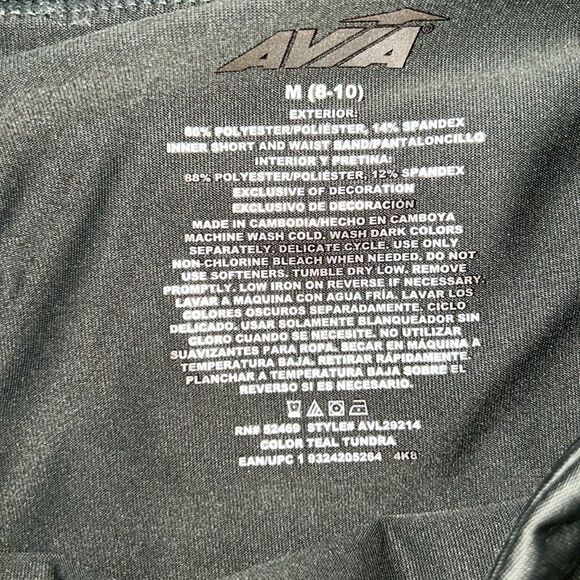 AVIA®
M (8-10)
EXTERIOR:
86% POLYESTER/POLIÉSTER, 14% SPANDEX
INNER SHORT AND WAIST BAND/PANTALONCILLO
INTERIOR Y PRETINA:
88% POLYESTER/POLIÉSTER, 12% SPANDEX
EXCLUSIVE OF DECORATION
EXCLUSIVO DE DECORACIÓN
MADE IN CAMBODIA/HECHO EN CAMBOYA
MACHINE WASH COLD. WASH DARK COLORS
SEPARATELY. DELICATE CYCLE. USE ONLY
NON-CHLORINE BLEACH WHEN NEEDED. DO NOT
USE SOFTENERS. TUMBLE DRY LOW. REMOVE
PROMPTLY. LOW IRON ON REVERSE IF NECESSARY.
LAVAR A MÁQUINA CON AGUA FRÍA. LAVAR LOS
COLORES OSCUROS SEPARADAMENTE. CICLO
DELICADO. USAR SOLAMENTE BLANQUEADOR SIN
CLORO CUANDO SE NECESITE. NO UTILIZAR
SUAVIZANTES PARA ROPA. SECAR EN MÁQUINA A
TEMPERATURA BAJA. RETIRAR RÁPIDAMENTE.
PLANCHAR A TEMPERATURA BAJA SOBRE EL
REVERSO SI ES NECESARIO.
RN# 52469 STYLE# AVL29214
COLOR TEAL TUNDRA
EAN/UPC 1 9324205264 4K8